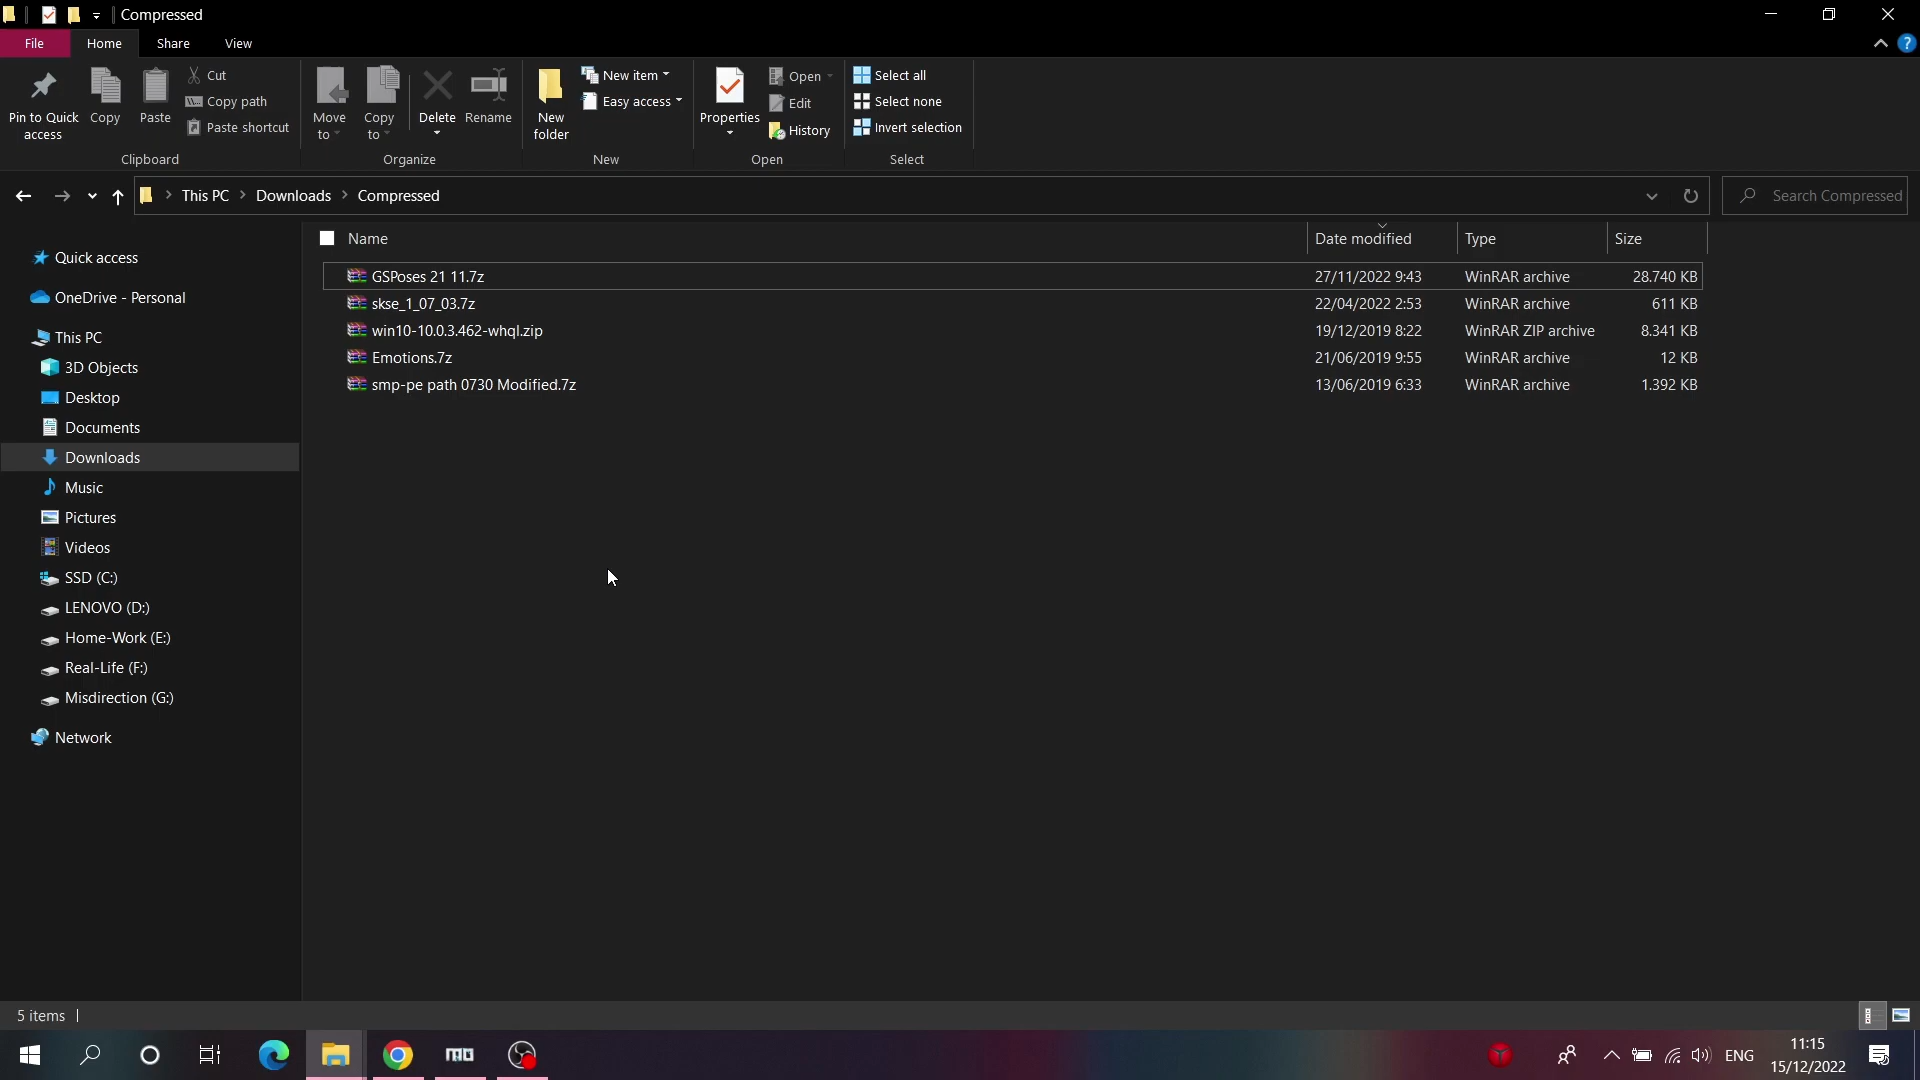 Compressed
File Home Share View
Pin to Quick access
Copy
Paste
Cut
Copy path
Paste shortcut
Clipboard
Move to
Copy to
Delete
Rename
Organize
New folder
New item
Easy access
New
Properties
Open
Edit
History
Open
Select all
Select none
Invert selection
Select
This PC Downloads Compressed
Search Compressed
Quick access
OneDrive - Personal
This PC
3D Objects
Desktop
Documents
Downloads
Music
Pictures
Videos
SSD (C:)
LENOVO (D:)
Home-Work (E:)
Real-Life (F:)
Misdirection (G:)
Network
Name Date modified Type Size
GSPoses 21 11.7z 27/11/2022 9:43 WinRAR archive 28.740 KB
skse_1_07_03.7z 22/04/2022 2:53 WinRAR archive 611 KB
win10-10.0.3.462-whql.zip 19/12/2019 8:22 WinRAR ZIP archive 8.341 KB
Emotions.7z 21/06/2019 9:55 WinRAR archive 12 KB
smp-pe path 0730 Modified.7z 13/06/2019 6:33 WinRAR archive 1.392 KB
5 items
ENG
11:15
15/12/2022